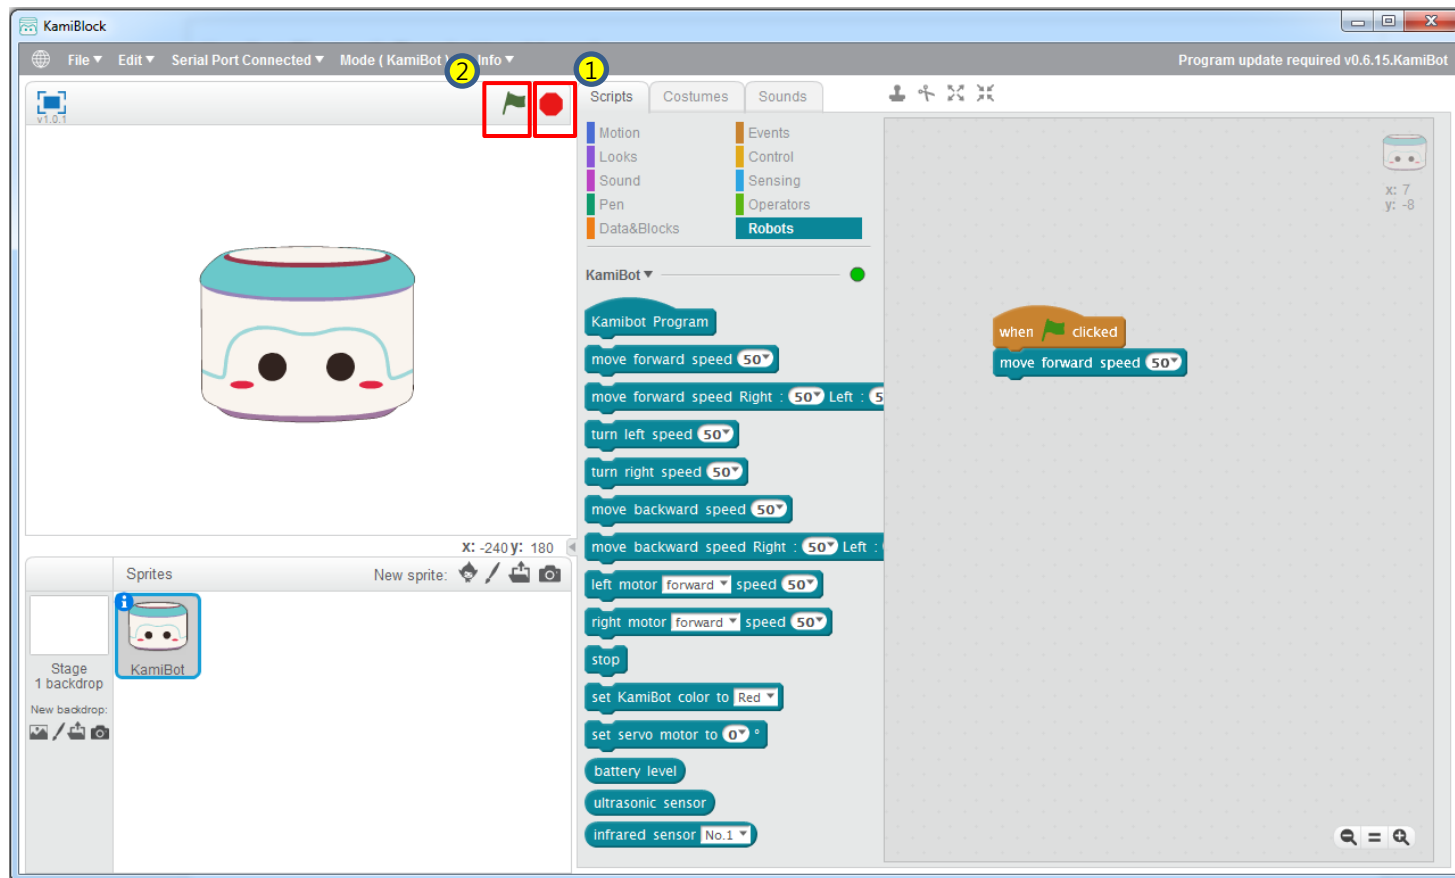 KamiBlock
File Edit Serial Port Connected Mode ( KamiBot Info Program update required v0.6.15.KamiBot
2 1
v1.0.1
Scripts Costumes Sounds
Motion Events
Looks Control
Sound Sensing
Pen Operators
Data&Blocks Robots
x: 7
y: -8
KamiBot
Kamibot Program
move forward speed 50
move forward speed Right : 50 Left : 5
turn left speed 50
turn right speed 50
move backward speed 50
move backward speed Right : 50 Left :
left motor forward speed 50
right motor forward speed 50
stop
set KamiBot color to Red
set servo motor to 0 °
battery level
ultrasonic sensor
infrared sensor No.1
when clicked
move forward speed 50
X: -240 y: 180
Sprites New sprite:
Stage
1 backdrop
New backdrop:
KamiBot